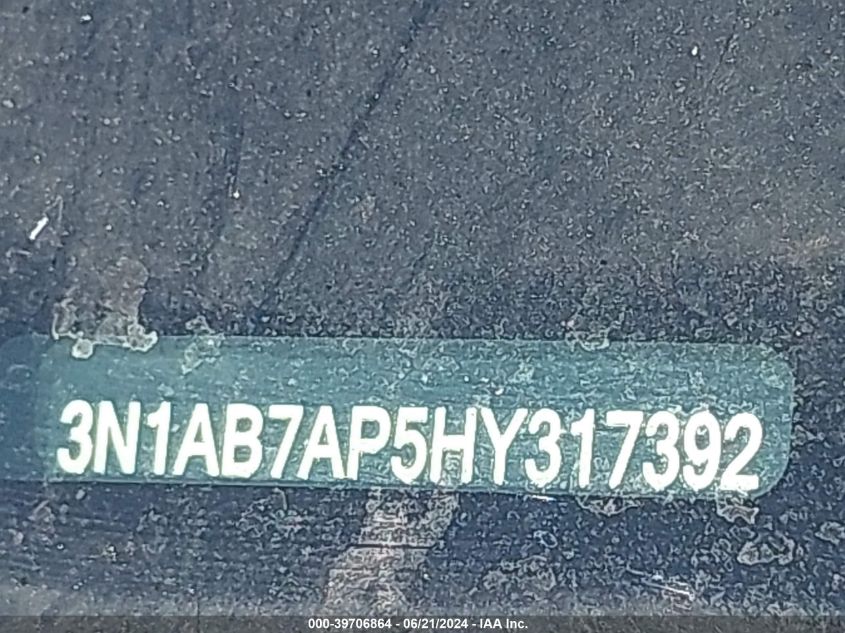 3N1AB7AP5HY317392
000-39706864 / 06/21/2024 - IAA Inc.